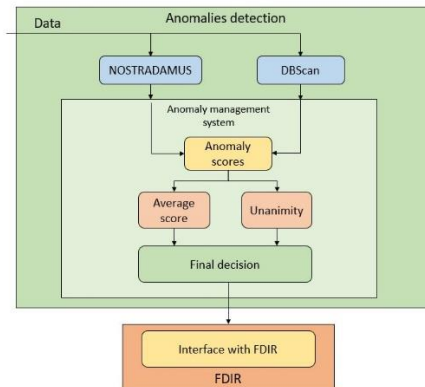 Anomalies detection
Data
NOSTRADAMUS
DBScan
Anomaly management
system
Anomaly
scores
Average
score
Unanimity
Final decision
Interface with FDIR
FDIR